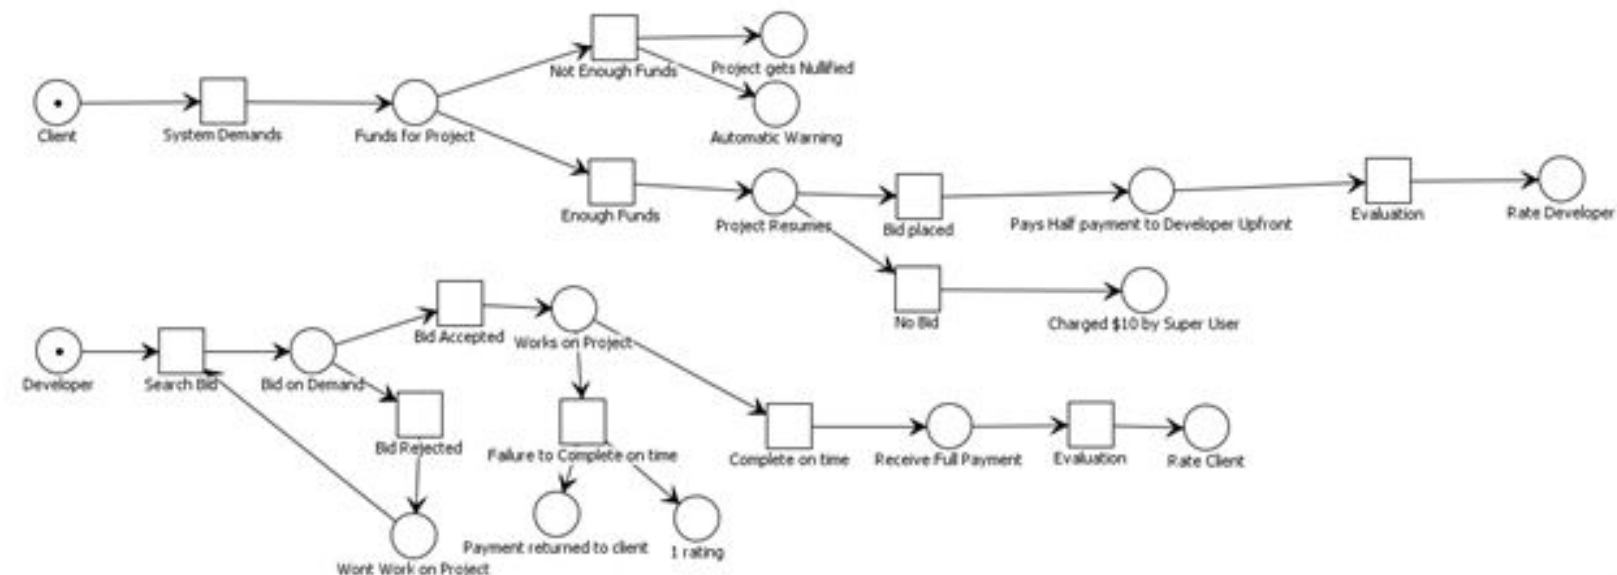 Not Enough Funds
Project gets Nullified
Client
System Demands
Funds for Project
Automatic Warning
Enough Funds
Project Resumes
Bid placed
Pays Half payment to Developer Upfront
Evaluation
Rate Developer
No Bid
Charged $10 by Super User
Bid Accepted
Works on Project
Developer
Search Bid
Bid on Demand
Bid Rejected
Failure to Complete on time
Complete on time
Receive Full Payment
Evaluation
Rate Client
Payment returned to client
1 rating
Wont Work on Project